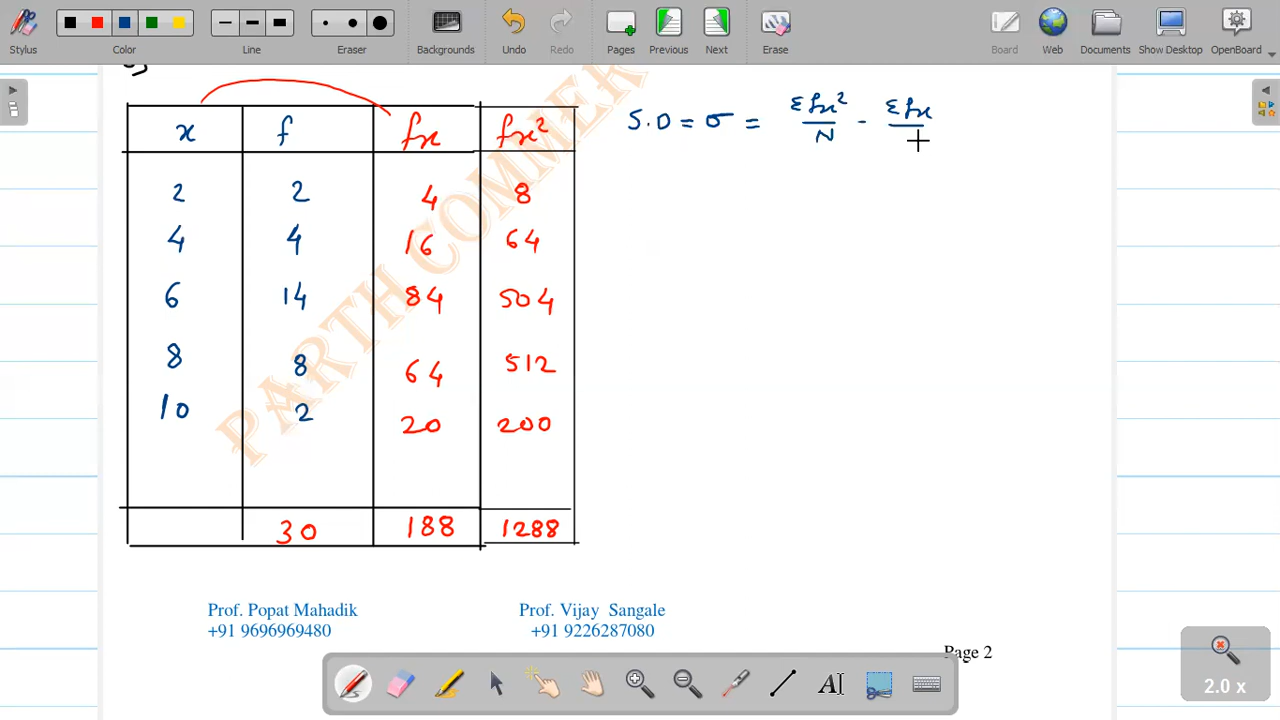 Stylus Color Line Eraser Backgrounds Undo Redo Pages Previous Next Erase Board Web Documents Show Desktop OpenBoard
x f fx fx² S.D = σ = Σfx²/N - Σfx
2 2 4 8
4 4 16 64
6 14 84 504
8 8 64 512
10 2 20 200
30 188 1288
PARTH COMMER
Prof. Popat Mahadik Prof. Vijay Sangale
+91 9696969480 +91 9226287080
Page 2
2.0 x